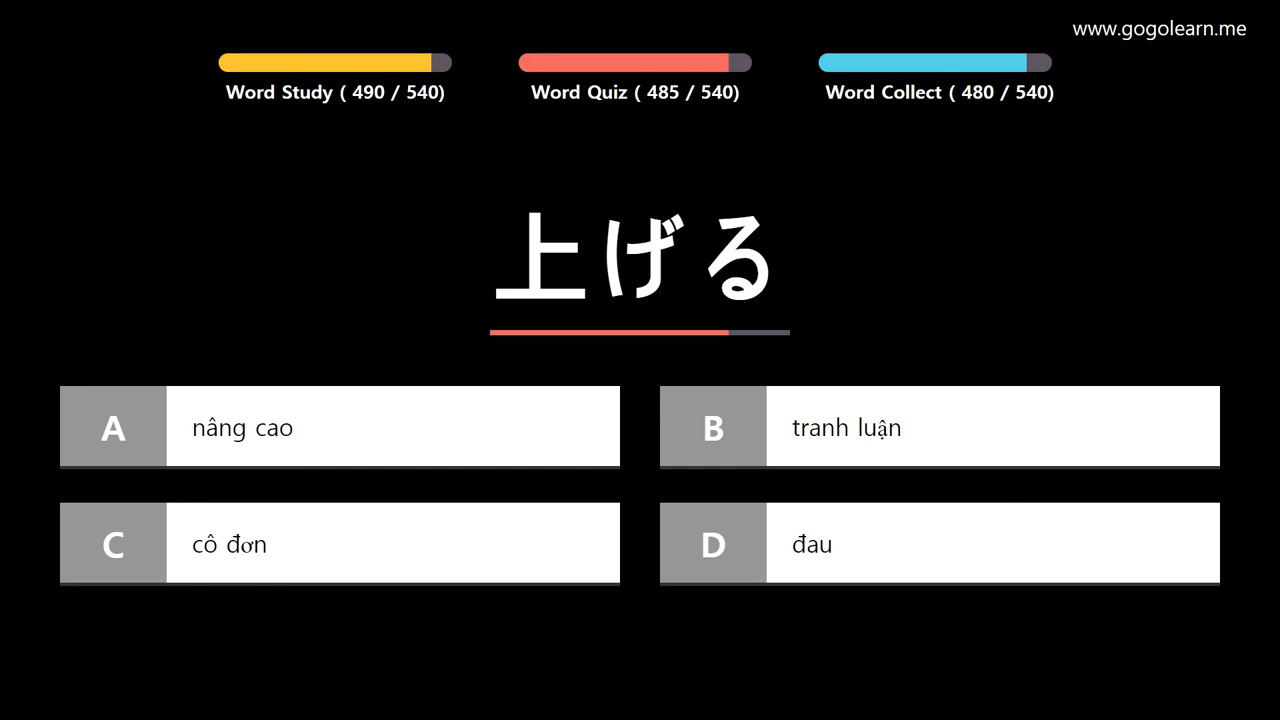 www.gogolearn.me
Word Study ( 490 / 540)
Word Quiz ( 485 / 540)
Word Collect ( 480 / 540)
上げる
A
nâng cao
B
tranh luận
C
cô đơn
D
đau